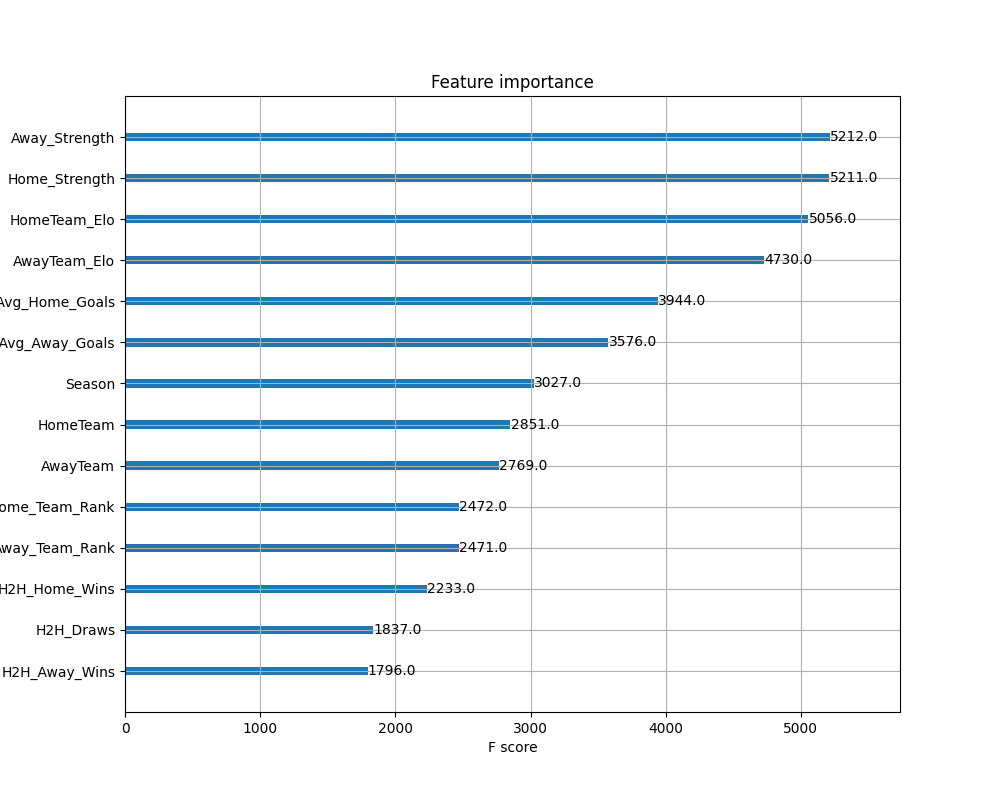 Feature importance
Away_Strength 5212.0
Home_Strength 5211.0
HomeTeam_Elo 5056.0
AwayTeam_Elo 4730.0
Avg_Home_Goals 3944.0
Avg_Away_Goals 3576.0
Season 3027.0
HomeTeam 2851.0
AwayTeam 2769.0
ome_Team_Rank 2472.0
way_Team_Rank 2471.0
H2H_Home_Wins 2233.0
H2H_Draws 1837.0
H2H_Away_Wins 1796.0
0 1000 2000 3000 4000 5000
F score